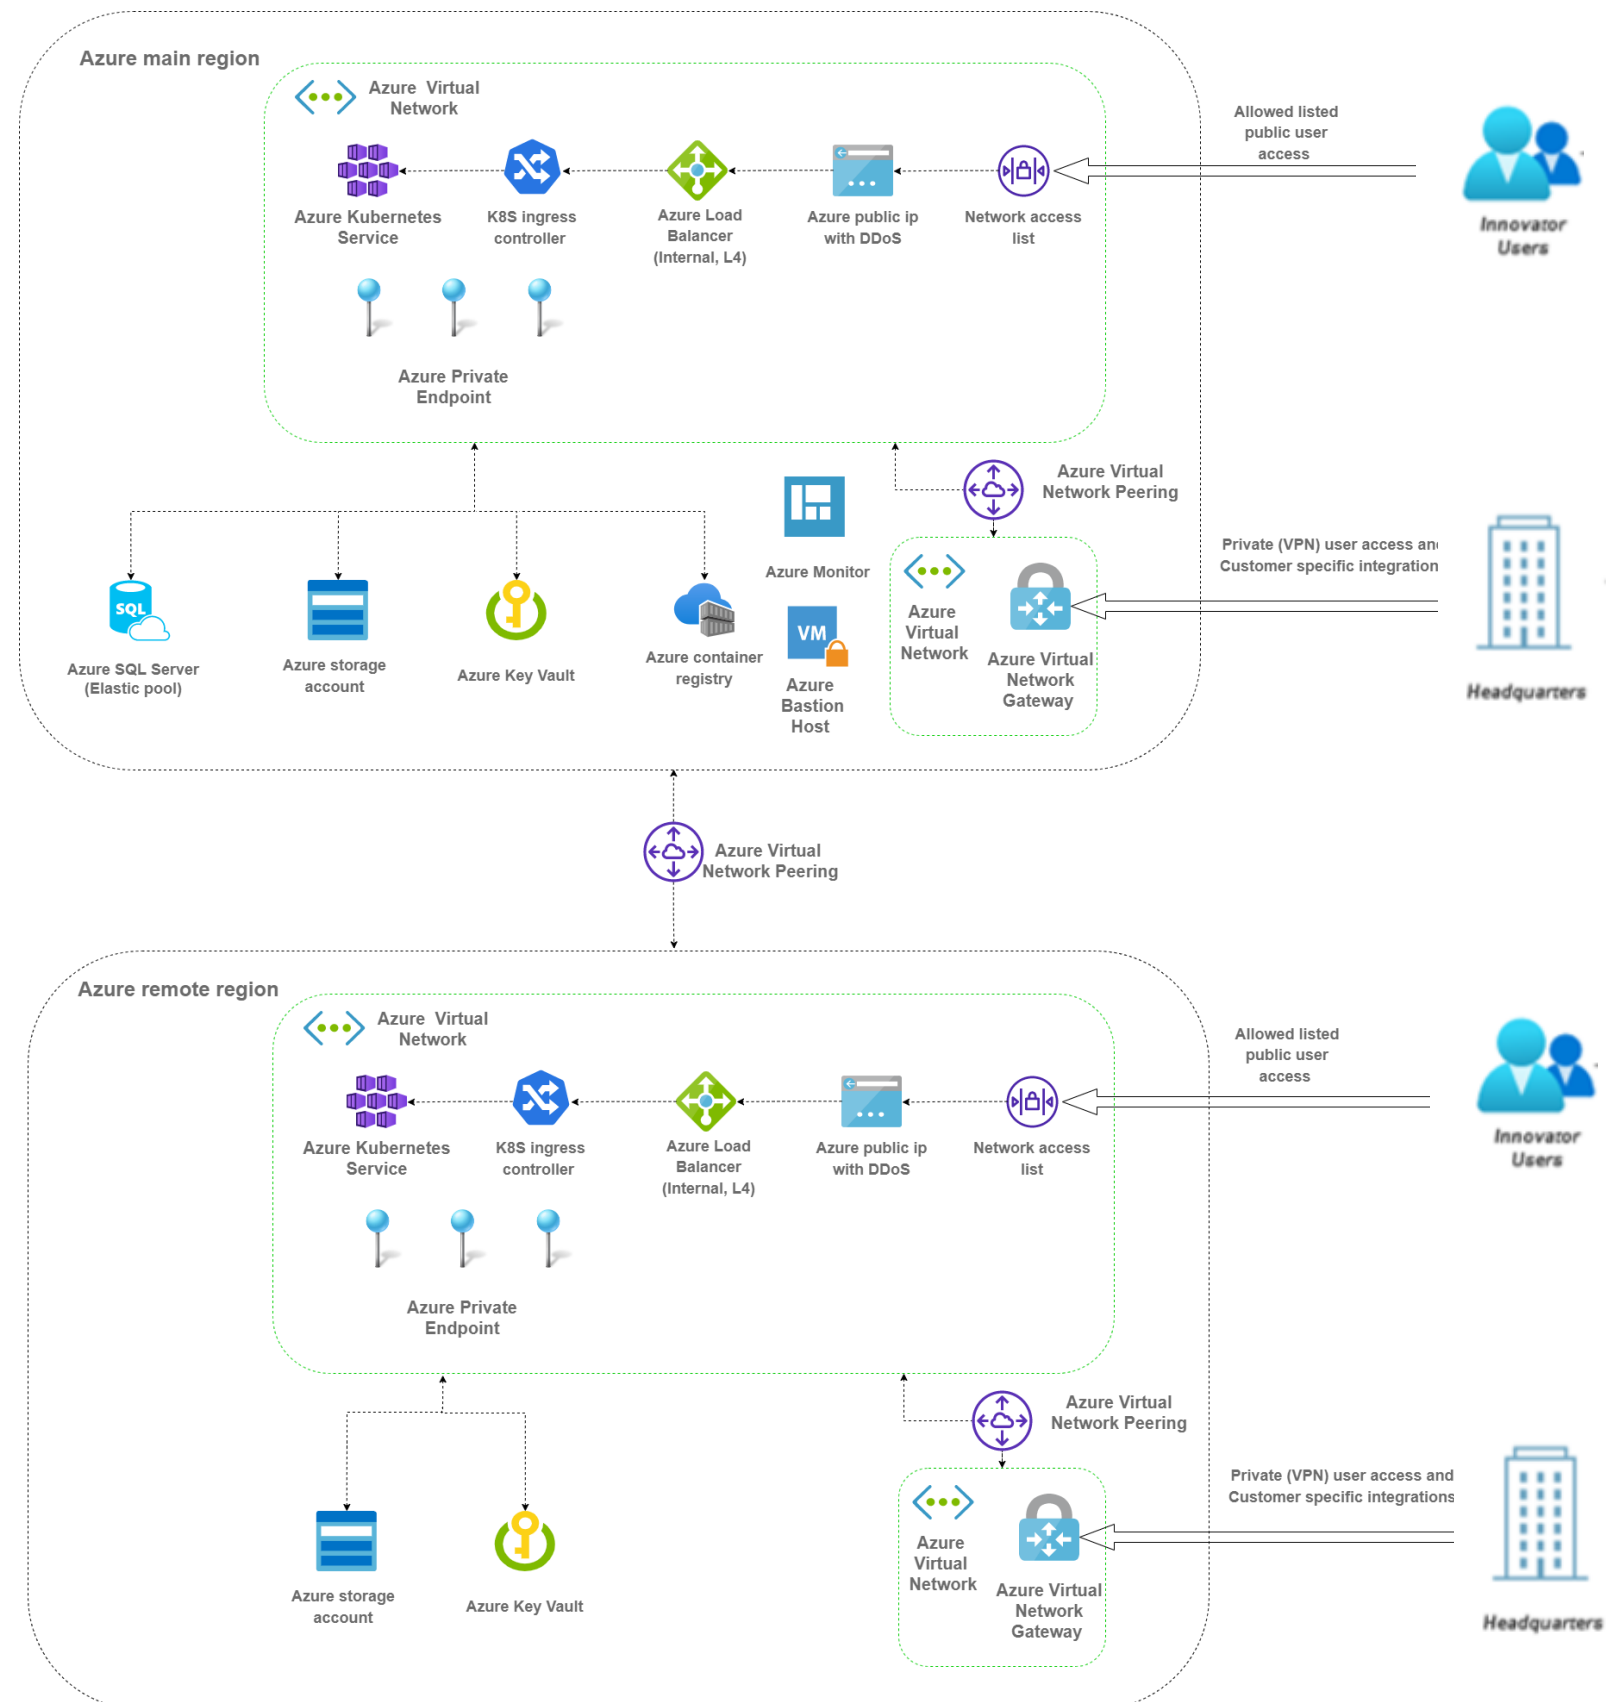 Azure main region
Azure Virtual
Network
Allowed listed
public user
access
Innovator
Users
Azure Kubernetes
Service
K8S ingress
controller
Azure Load
Balancer
(Internal, L4)
Azure public ip
with DDoS
Network access
list
Azure Private
Endpoint
Azure Virtual
Network Peering
Azure Monitor
Private (VPN) user access and
Customer specific integration
SQL
Azure SQL Server
(Elastic pool)
Azure storage
account
Azure Key Vault
Azure container
registry
VM
Azure
Bastion
Host
Azure
Virtual
Network
Azure Virtual
Network
Gateway
Headquarters
Azure Virtual
Network Peering
Azure remote region
Azure Virtual
Network
Allowed listed
public user
access
Innovator
Users
Azure Kubernetes
Service
K8S ingress
controller
Azure Load
Balancer
(Internal, L4)
Azure public ip
with DDoS
Network access
list
Azure Private
Endpoint
Azure Virtual
Network Peering
Private (VPN) user access and
Customer specific integrations
Azure storage
account
Azure Key Vault
Azure
Virtual
Network
Azure Virtual
Network
Gateway
Headquarters